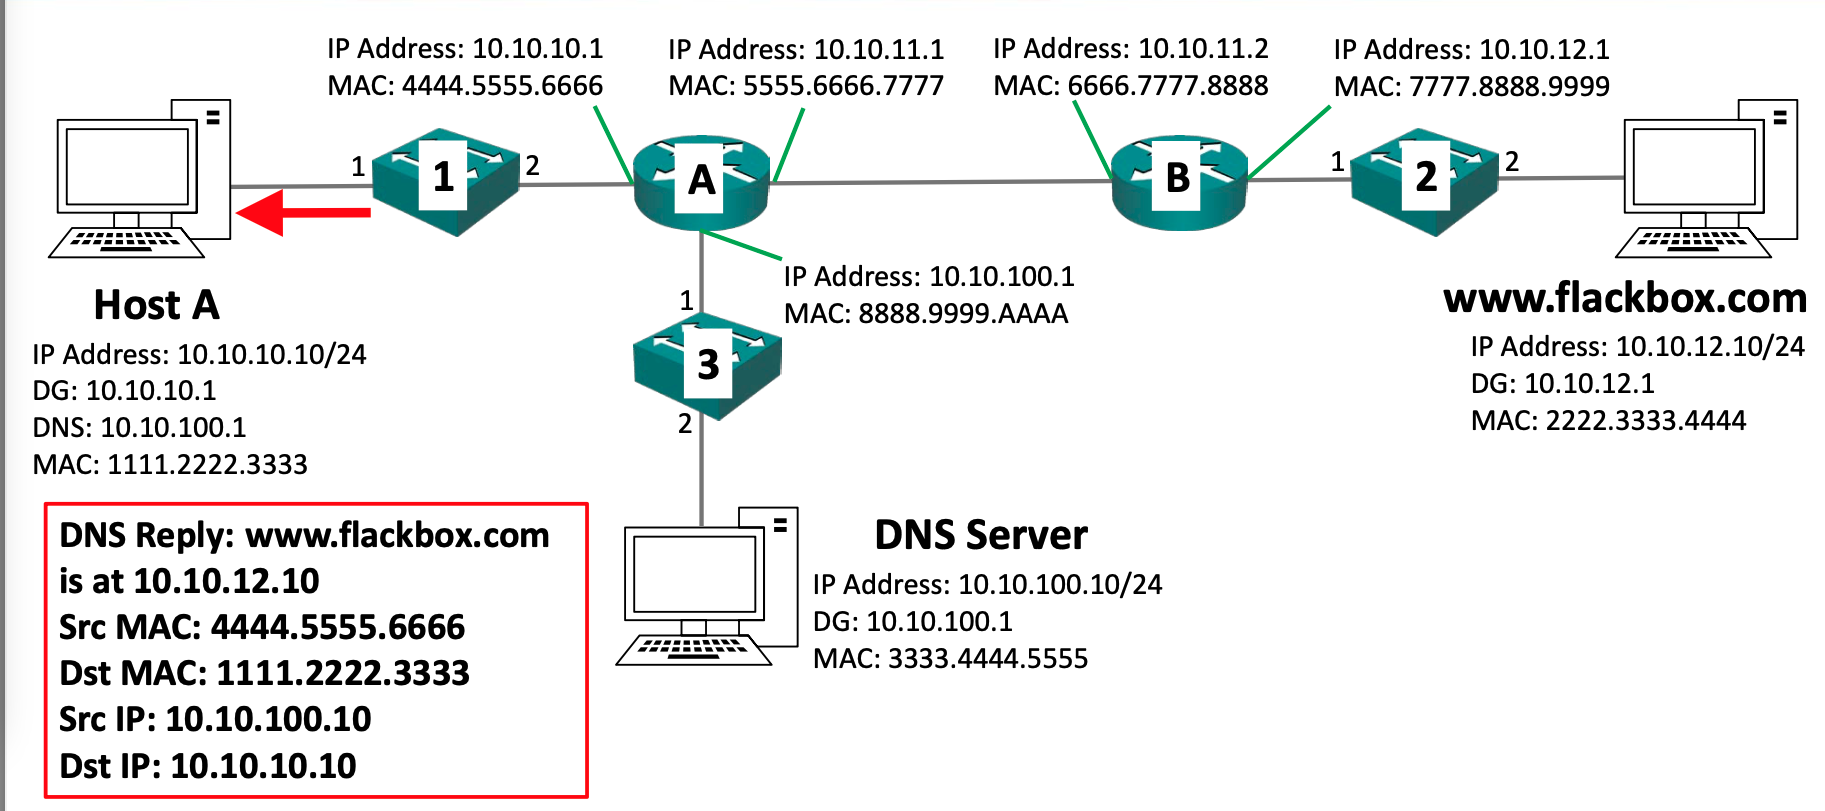 IP Address: 10.10.10.1
MAC: 4444.5555.6666
IP Address: 10.10.11.1
MAC: 5555.6666.7777
IP Address: 10.10.11.2
MAC: 6666.7777.8888
IP Address: 10.10.12.1
MAC: 7777.8888.9999
1
1
2
A
B
1
2
2
Host A
IP Address: 10.10.10.10/24
DG: 10.10.10.1
DNS: 10.10.100.1
MAC: 1111.2222.3333
IP Address: 10.10.100.1
MAC: 8888.9999.AAAA
1
3
2
www.flackbox.com
IP Address: 10.10.12.10/24
DG: 10.10.12.1
MAC: 2222.3333.4444
DNS Reply: www.flackbox.com
is at 10.10.12.10
Src MAC: 4444.5555.6666
Dst MAC: 1111.2222.3333
Src IP: 10.10.100.10
Dst IP: 10.10.10.10
DNS Server
IP Address: 10.10.100.10/24
DG: 10.10.100.1
MAC: 3333.4444.5555